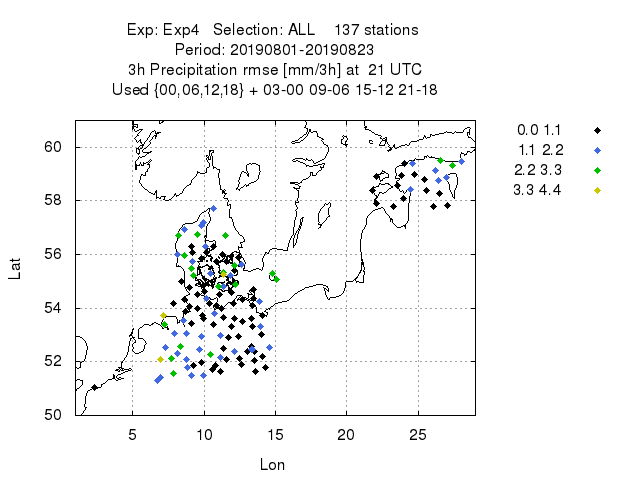 Exp: Exp4 Selection: ALL 137 stations
Period: 20190801-20190823
3h Precipitation rmse [mm/3h] at 21 UTC
Used {00,06,12,18} + 03-00 09-06 15-12 21-18
0.0 1.1
1.1 2.2
2.2 3.3
3.3 4.4
60
58
56
54
52
50
Lat
5 10 15 20 25
Lon